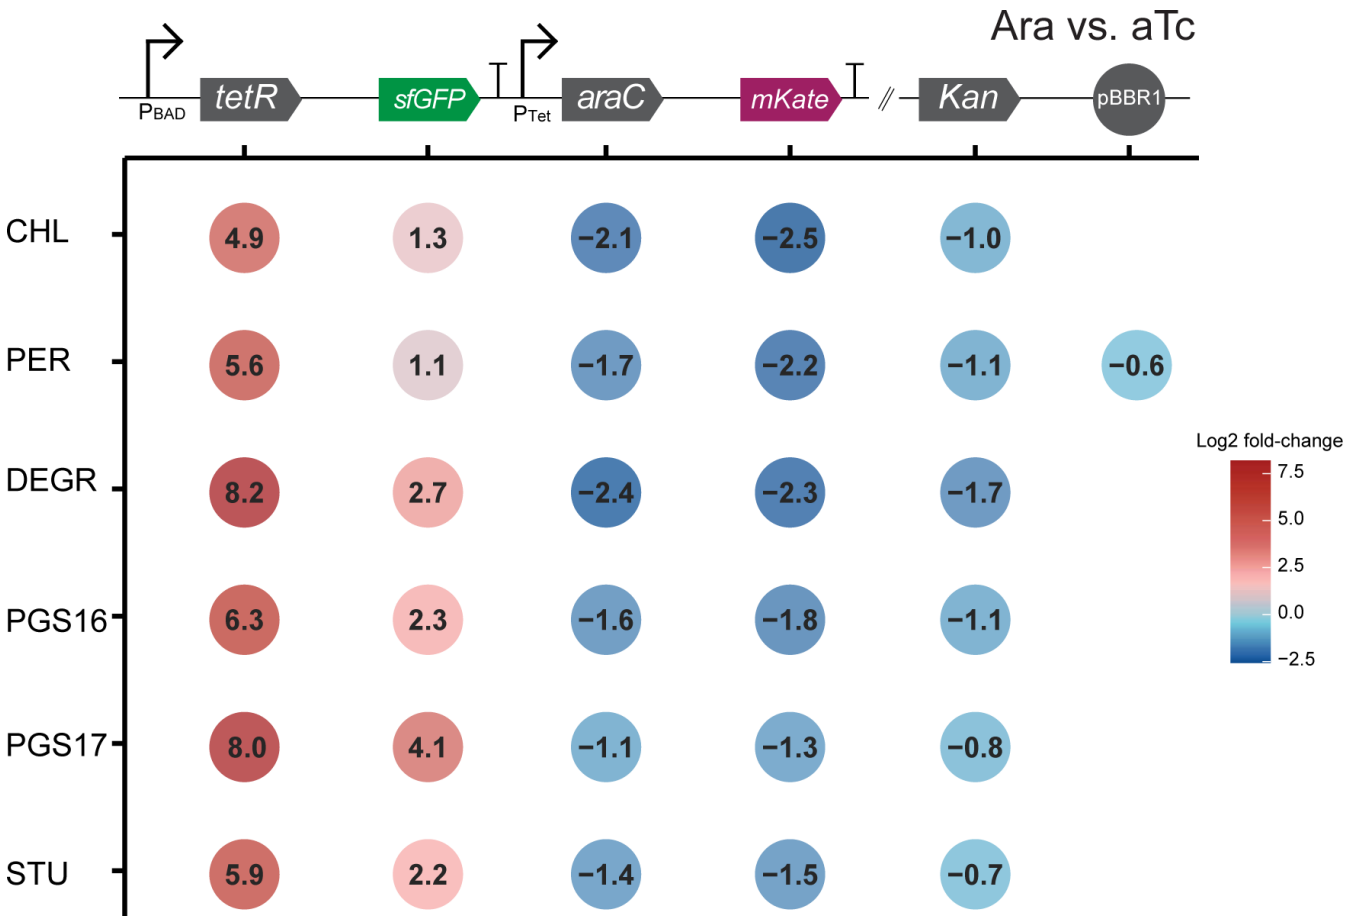 Ara vs. aTc
PBAD tetR sfGFP PTet araC mKate // Kan pBBR1
CHL 4.9 1.3 −2.1 −2.5 −1.0
PER 5.6 1.1 −1.7 −2.2 −1.1 −0.6
Log2 fold-change
7.5
5.0
2.5
0.0
−2.5
DEGR 8.2 2.7 −2.4 −2.3 −1.7
PGS16 6.3 2.3 −1.6 −1.8 −1.1
PGS17 8.0 4.1 −1.1 −1.3 −0.8
STU 5.9 2.2 −1.4 −1.5 −0.7